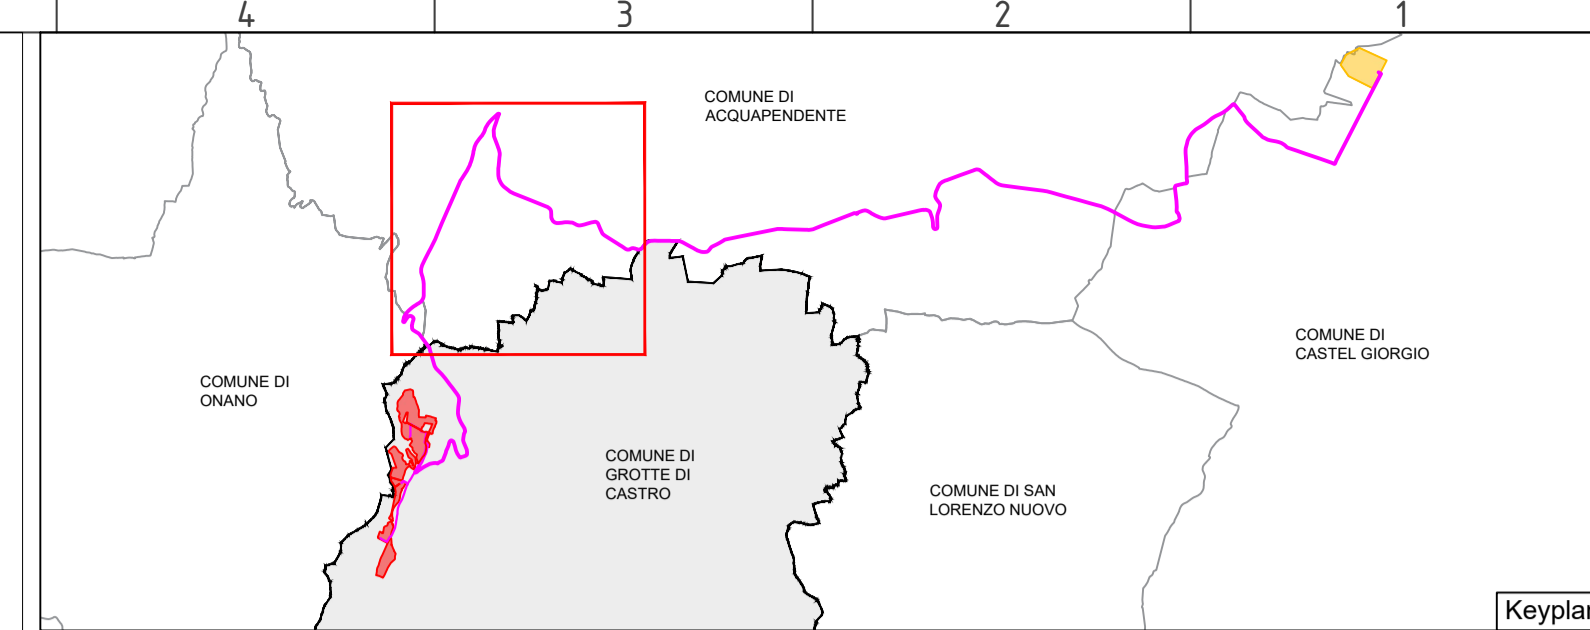 4 3 2 1
COMUNE DI
ACQUAPENDENTE
COMUNE DI
CASTEL GIORGIO
COMUNE DI
ONANO
COMUNE DI
GROTTE DI
CASTRO
COMUNE DI SAN
LORENZO NUOVO
Keyplan